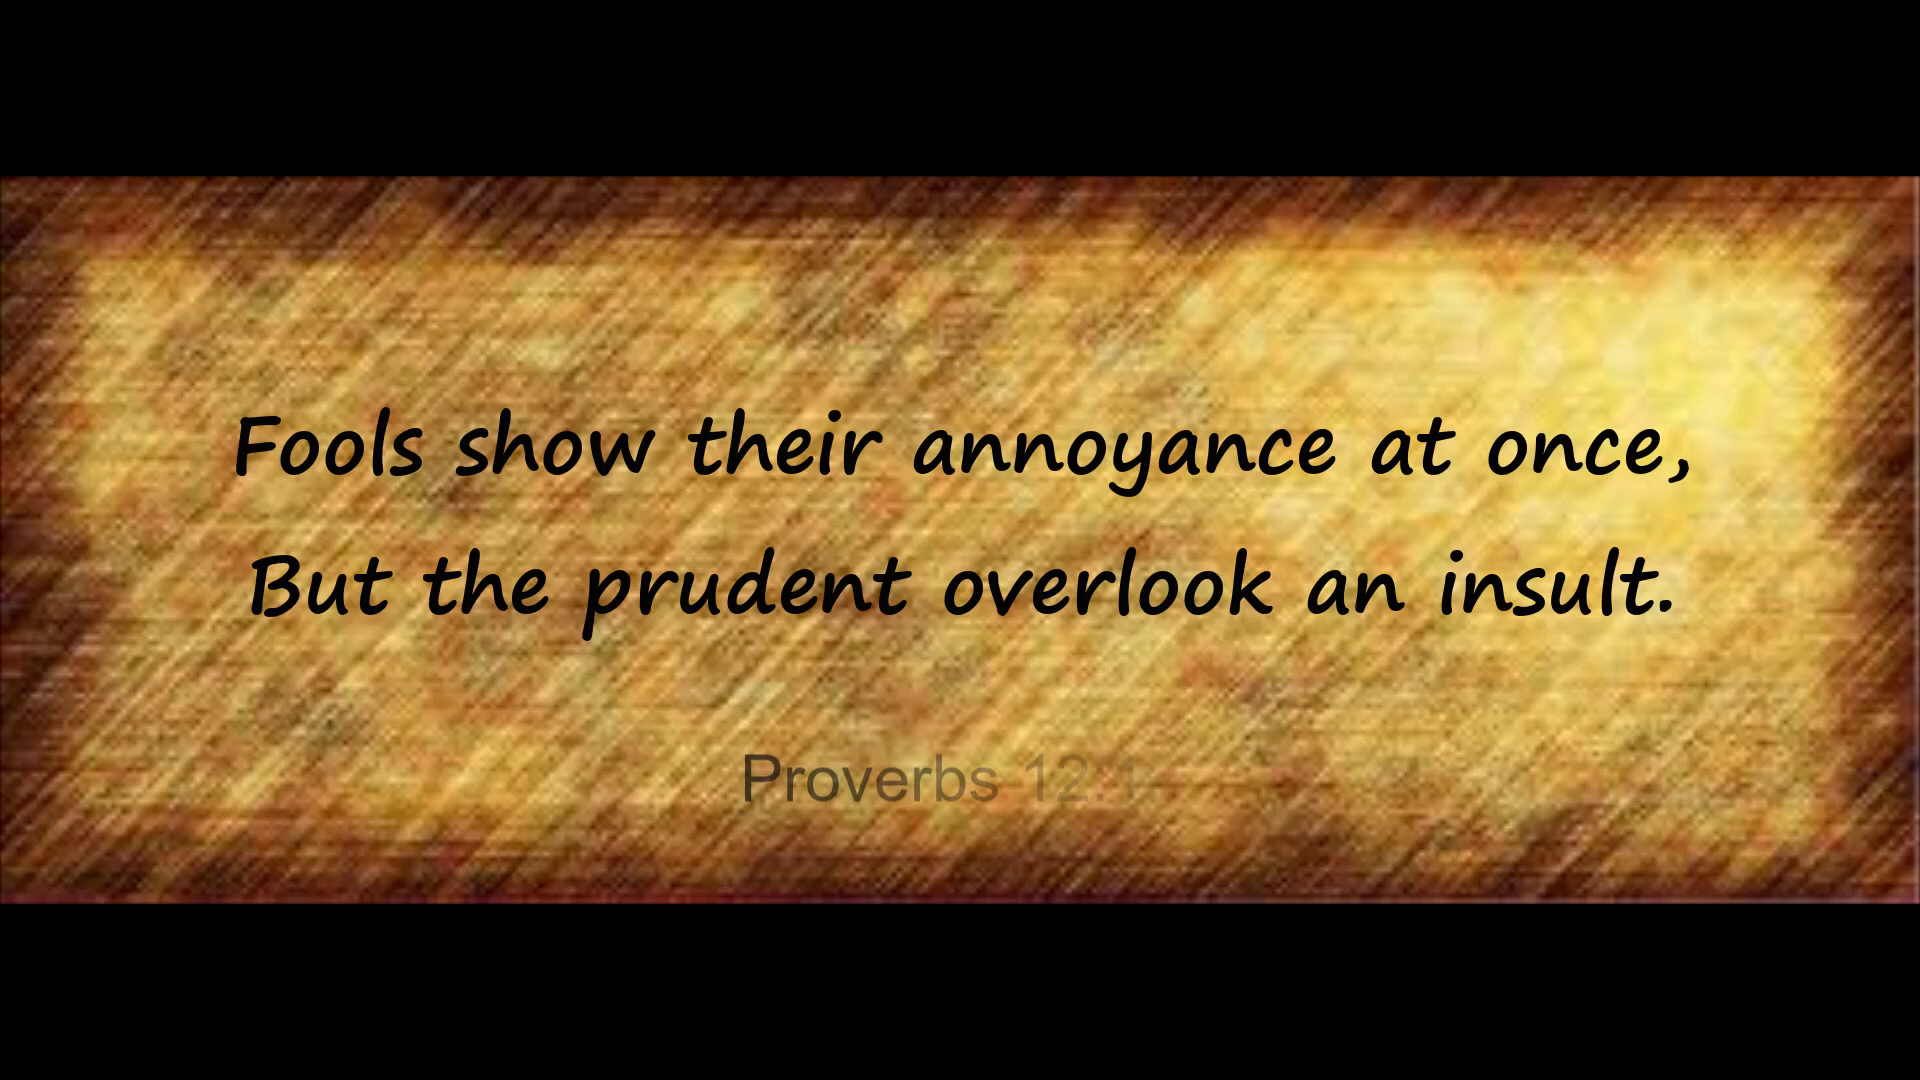 Fools show their annoyance at once,
But the prudent overlook an insult.
Proverbs 12:1